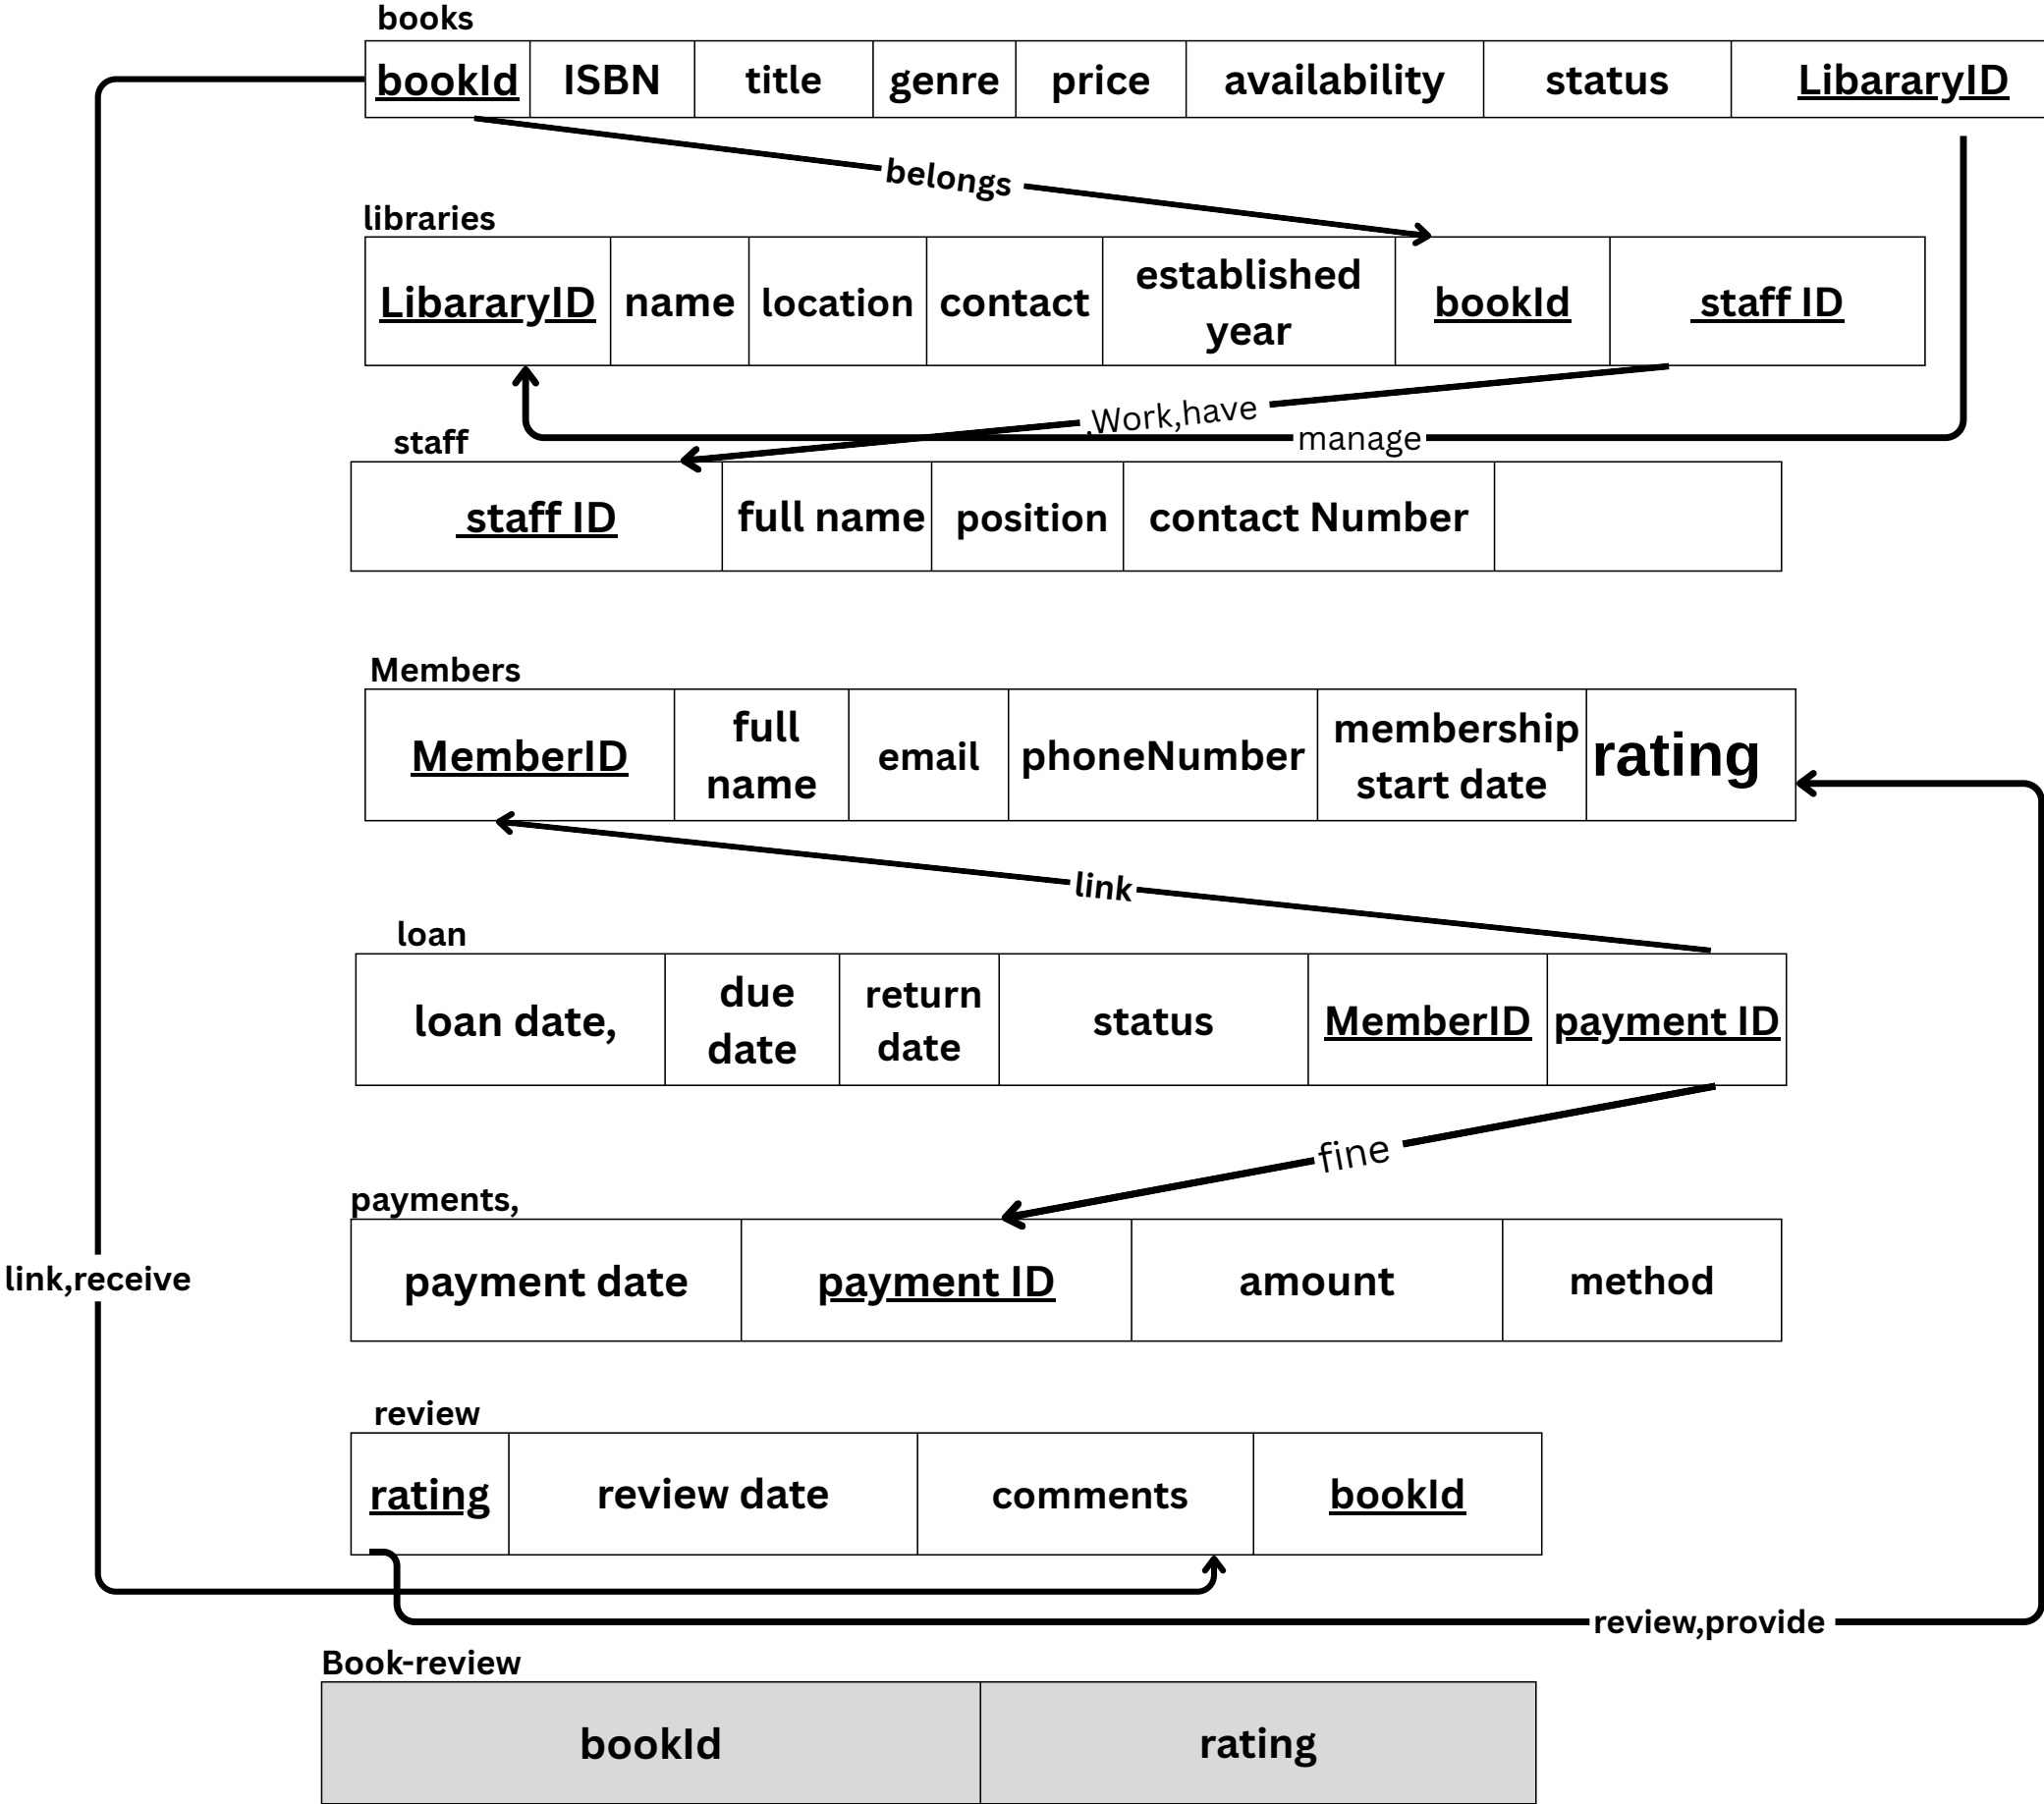 books
bookId ISBN title genre price availability status LibararyID
belongs
libraries
LibararyID name location contact established year bookId staff ID
,Work,have
manage
staff
staff ID full name position contact Number
Members
MemberID full name email phoneNumber membership start date rating
link
loan
loan date, due date return date status MemberID payment ID
fine
payments,
payment date payment ID amount method
link,receive
review
rating review date comments bookId
review,provide
Book-review
bookId rating